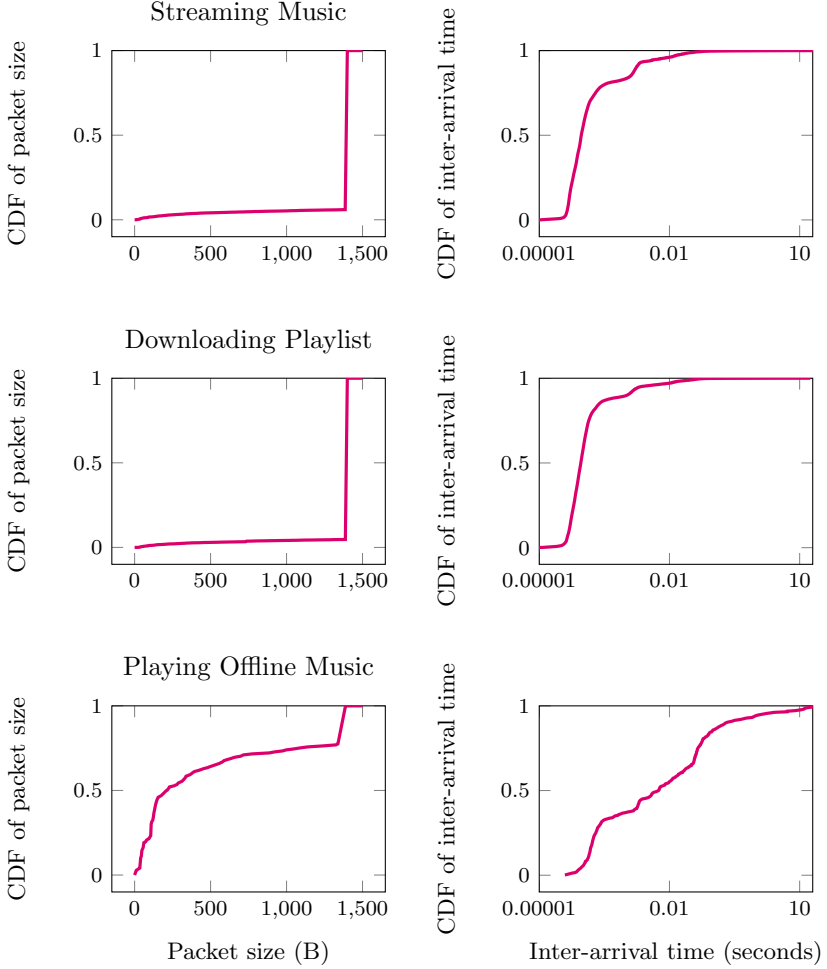 Streaming Music
CDF of packet size
1
0.5
0
0 500 1,000 1,500
CDF of inter-arrival time
1
0.5
0
0.00001 0.01 10
Downloading Playlist
CDF of packet size
1
0.5
0
0 500 1,000 1,500
CDF of inter-arrival time
1
0.5
0
0.00001 0.01 10
Playing Offline Music
CDF of packet size
1
0.5
0
0 500 1,000 1,500
Packet size (B)
CDF of inter-arrival time
1
0.5
0
0.00001 0.01 10
Inter-arrival time (seconds)